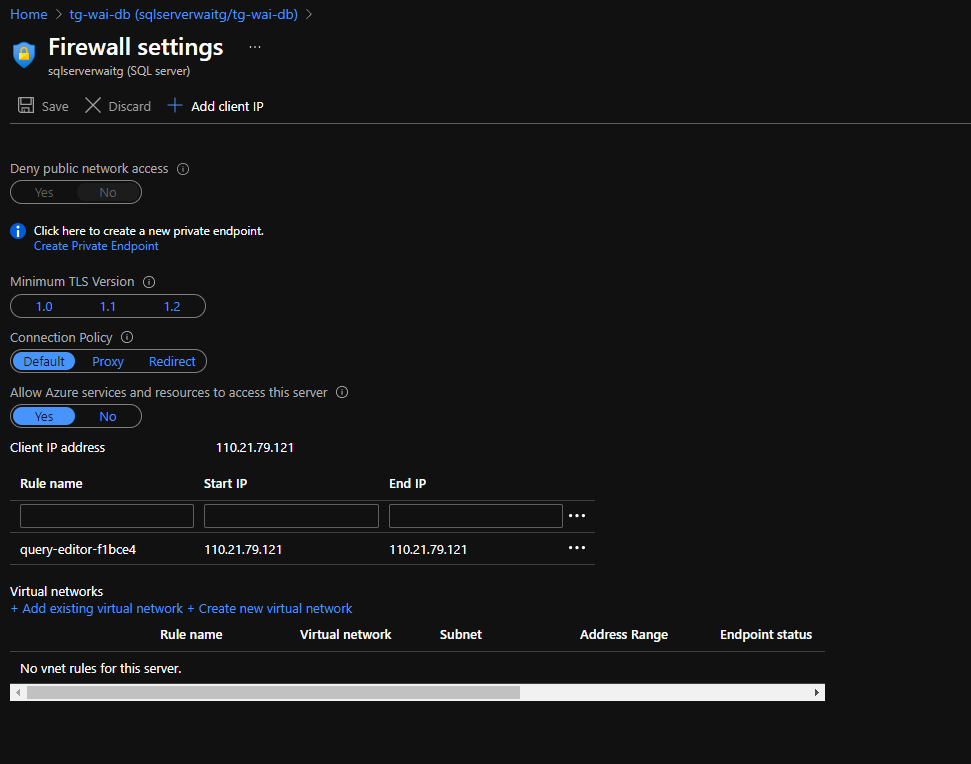 Home > tg-wai-db (sqlserverwaitg/tg-wai-db) >
Firewall settings ...
sqlserverwaitg (SQL server)
Save Discard + Add client IP
Deny public network access
Yes No
Click here to create a new private endpoint.
Create Private Endpoint
Minimum TLS Version
1.0 1.1 1.2
Connection Policy
Default Proxy Redirect
Allow Azure services and resources to access this server
Yes No
Client IP address 110.21.79.121
Rule name Start IP End IP
...
query-editor-f1bce4 110.21.79.121 110.21.79.121 ...
Virtual networks
+ Add existing virtual network + Create new virtual network
Rule name Virtual network Subnet Address Range Endpoint status
No vnet rules for this server.